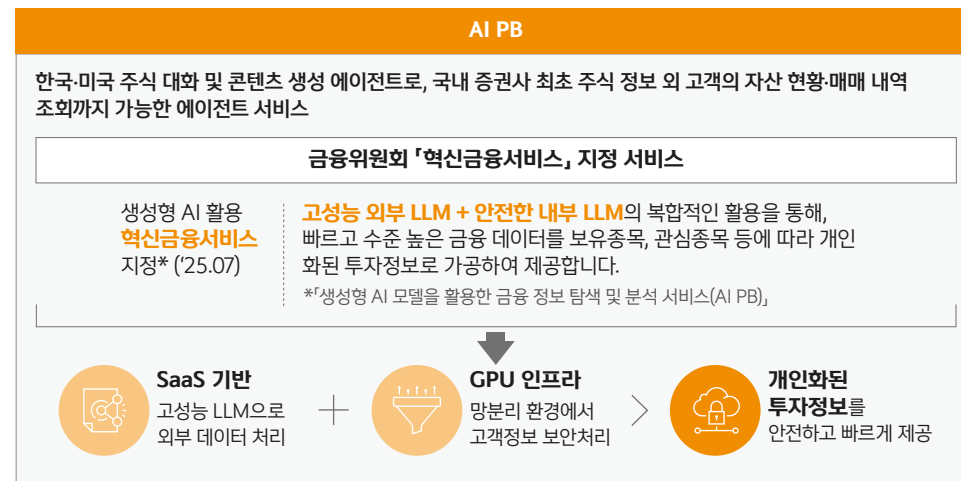 AI PB
한국·미국 주식 대화 및 콘텐츠 생성 에이전트로, 국내 증권사 최초 주식 정보 외 고객의 자산 현황·매매 내역
조회까지 가능한 에이전트 서비스
금융위원회 「혁신금융서비스」 지정 서비스
생성형 AI 활용
혁신금융서비스
지정* (‘25.07)
고성능 외부 LLM + 안전한 내부 LLM의 복합적인 활용을 통해,
빠르고 수준 높은 금융 데이터를 보유종목, 관심종목 등에 따라 개인
화된 투자정보로 가공하여 제공합니다.
*「생성형 AI 모델을 활용한 금융 정보 탐색 및 분석 서비스(AI PB)」
SaaS 기반
고성능 LLM으로
외부 데이터 처리
GPU 인프라
망분리 환경에서
고객정보 보안처리
개인화된
투자정보를
안전하고 빠르게 제공